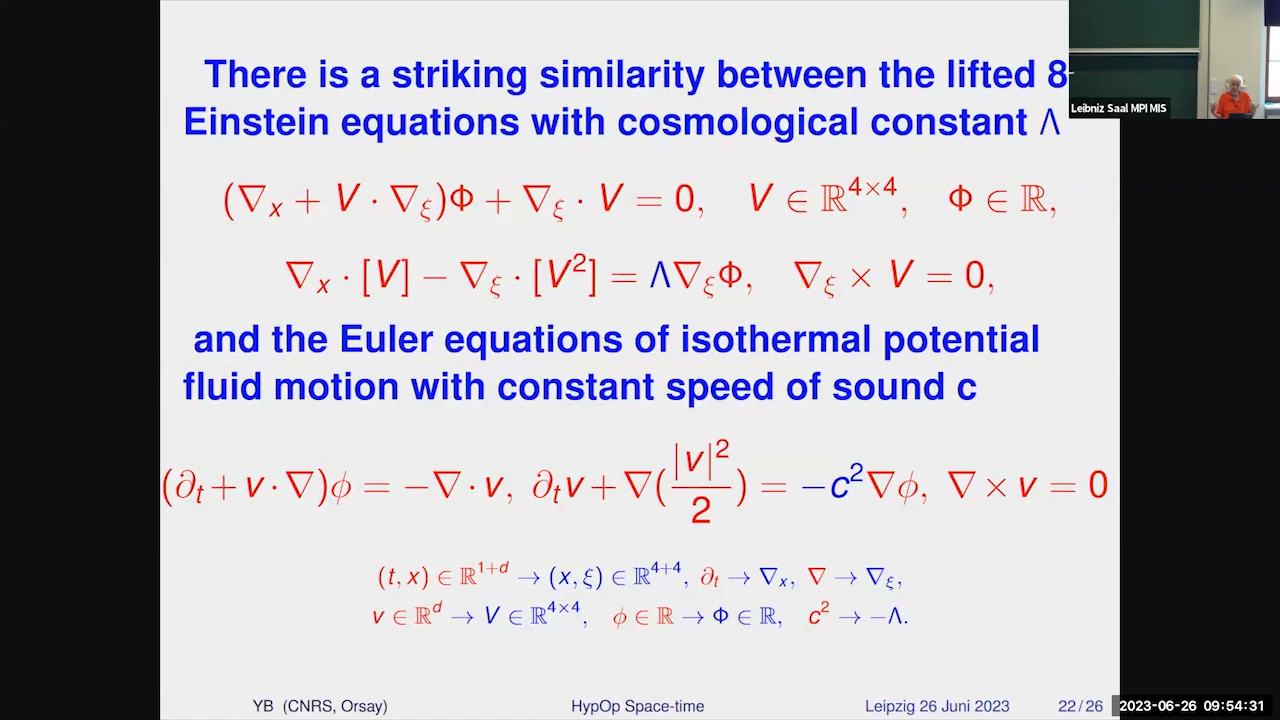 There is a striking similarity between the lifted 8-
Einstein equations with cosmological constant Λ
(∇ₓ + V · ∇_ξ)Φ + ∇_ξ · V = 0, V ∈ ℝ^{4×4}, Φ ∈ ℝ,
∇ₓ · [V] − ∇_ξ · [V²] = Λ∇_ξΦ, ∇_ξ × V = 0,
and the Euler equations of isothermal potential
fluid motion with constant speed of sound c
(∂ₜ + v · ∇)ϕ = −∇ · v, ∂ₜv + ∇(|v|²/2) = −c²∇ϕ, ∇ × v = 0
(t, x) ∈ ℝ^{1+d} → (x, ξ) ∈ ℝ^{4+4}, ∂ₜ → ∇ₓ, ∇ → ∇_ξ,
v ∈ ℝ^d → V ∈ ℝ^{4×4}, ϕ ∈ ℝ → Φ ∈ ℝ, c² → −Λ.
YB (CNRS, Orsay) HypOp Space-time Leipzig 26 Juni 2023 22/26
Leibniz Saal MPI MIS
2023-06-26 09:54:31